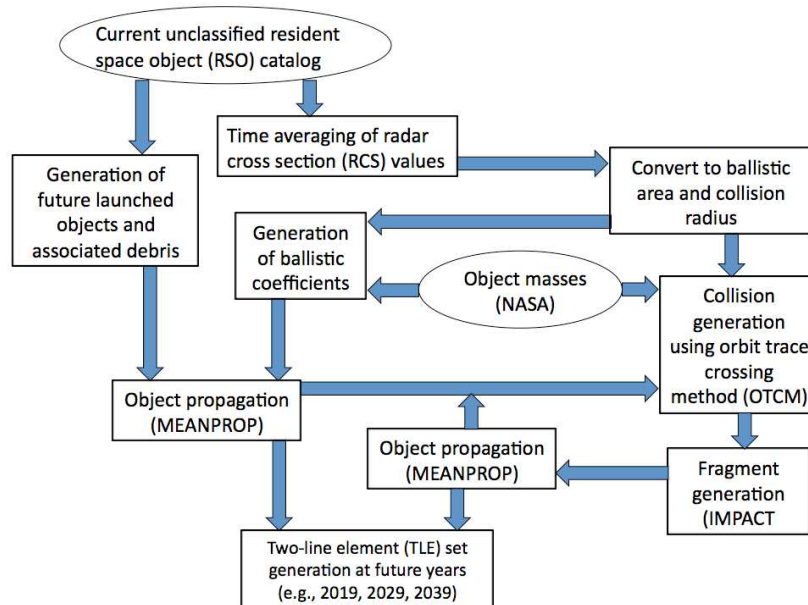 Current unclassified resident
space object (RSO) catalog
Time averaging of radar
cross section (RCS) values
Generation of
future launched
objects and
associated debris
Convert to ballistic
area and collision
radius
Generation
of ballistic
coefficients
Object masses
(NASA)
Collision
generation
using orbit trace
crossing
method (OTCM)
Object propagation
(MEANPROP)
Object propagation
(MEANPROP)
Fragment
generation
(IMPACT
Two-line element (TLE) set
generation at future years
(e.g., 2019, 2029, 2039)